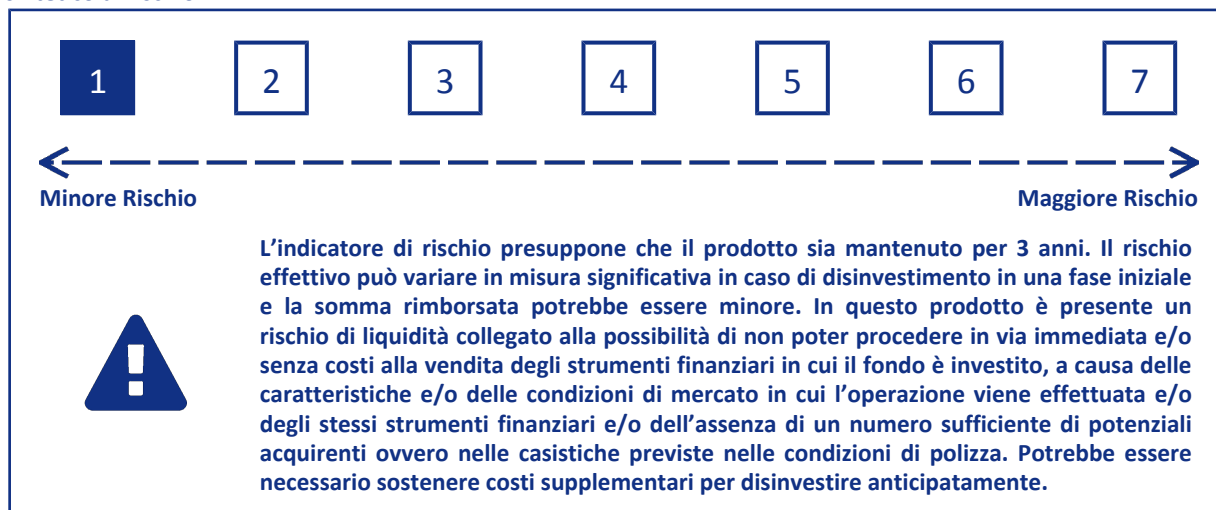 1 2 3 4 5 6 7
Minore Rischio Maggiore Rischio
L’indicatore di rischio presuppone che il prodotto sia mantenuto per 3 anni. Il rischio
effettivo può variare in misura significativa in caso di disinvestimento in una fase iniziale
e la somma rimborsata potrebbe essere minore. In questo prodotto è presente un
rischio di liquidità collegato alla possibilità di non poter procedere in via immediata e/o
senza costi alla vendita degli strumenti finanziari in cui il fondo è investito, a causa delle
caratteristiche e/o delle condizioni di mercato in cui l’operazione viene effettuata e/o
degli stessi strumenti finanziari e/o dell’assenza di un numero sufficiente di potenziali
acquirenti ovvero nelle casistiche previste nelle condizioni di polizza. Potrebbe essere
necessario sostenere costi supplementari per disinvestire anticipatamente.